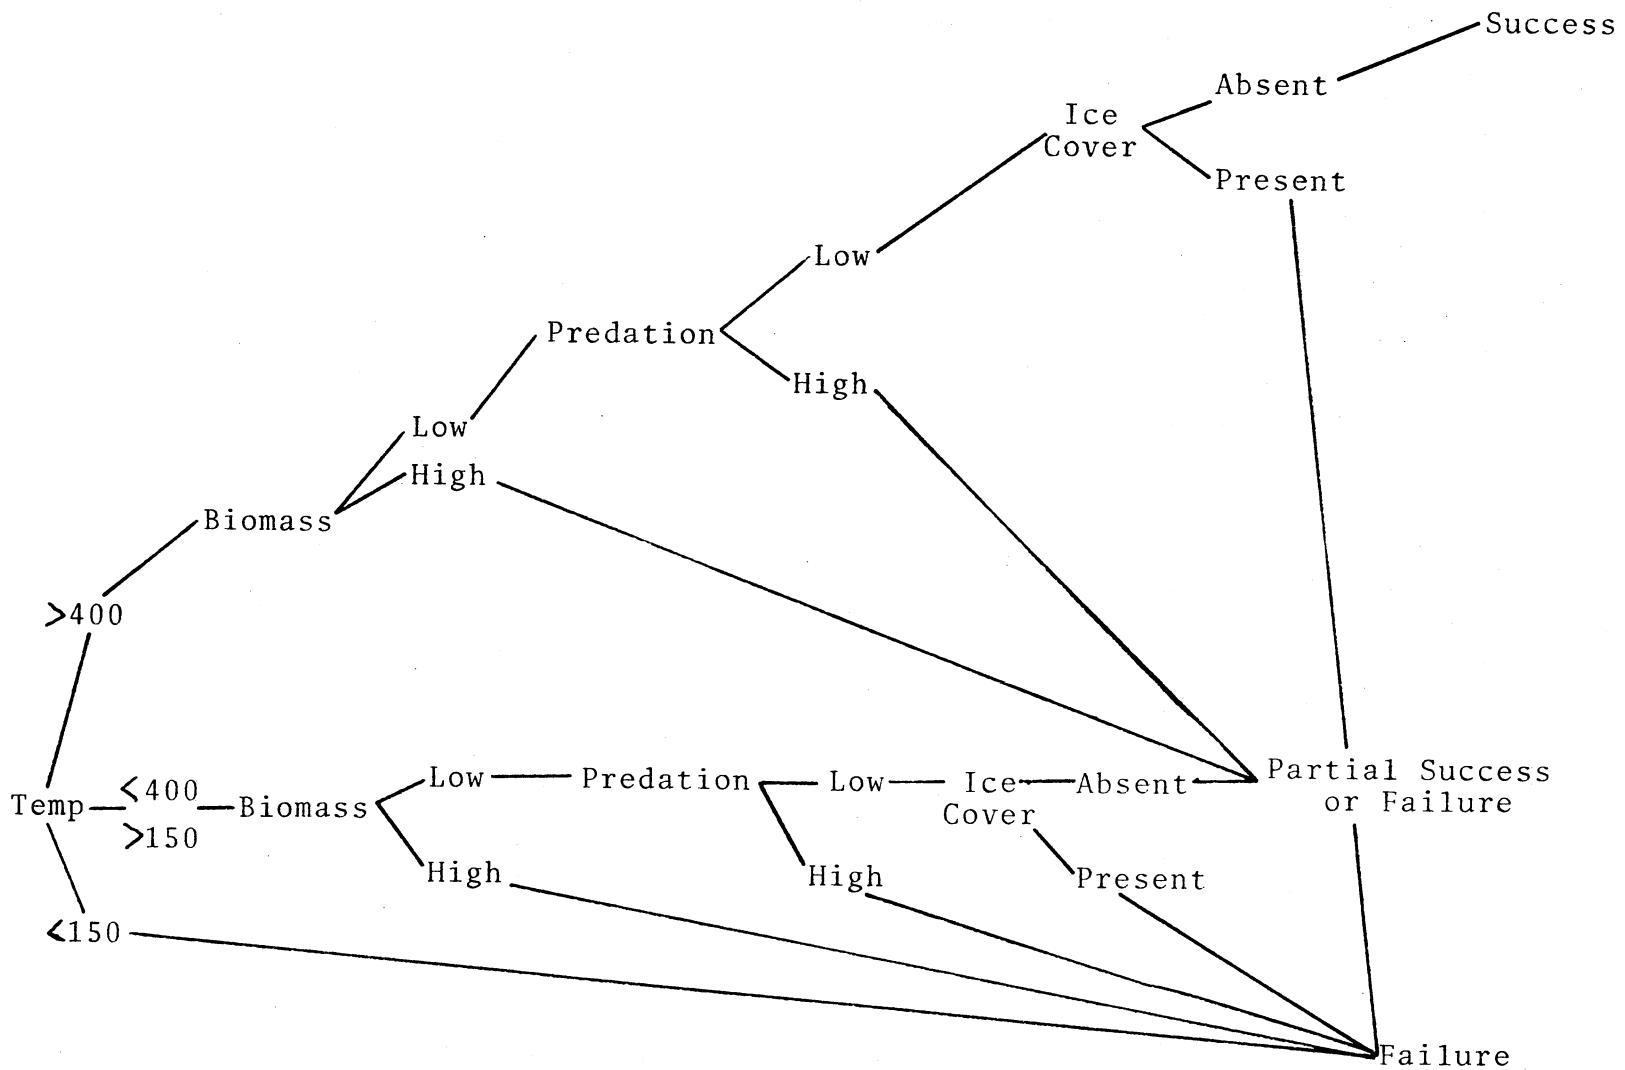 Success
Absent
Ice
Cover
Present
Low
Predation
High
Low
High
Biomass
>400
Temp
<400
>150
Biomass
Low
Predation
Low
Ice
Cover
Absent
Partial Success
or Failure
High
High
Present
<150
Failure